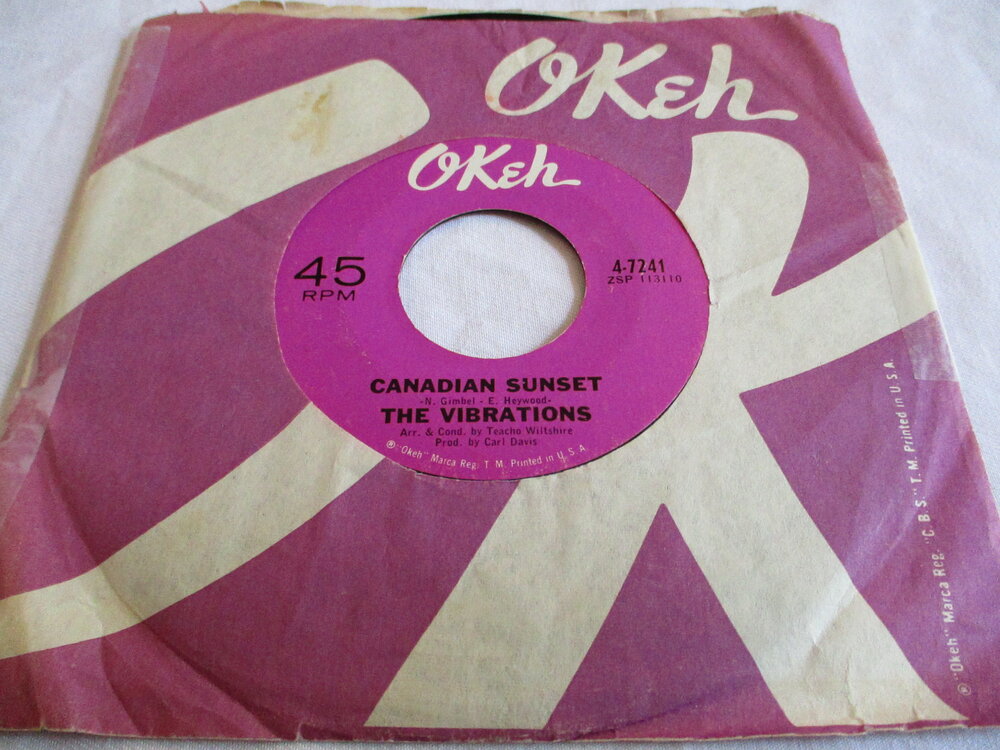 OKeh
OKeh
45
RPM
4-7241
ZSP 113110
CANADIAN SUNSET
-N. Gimbel - E. Heywood-
THE VIBRATIONS
Arr. & Cond. by Teacho Wiltshire
Prod. by Carl Davis
® "Okeh" Marca Reg. T M. Printed in U. S. A.
® "Okeh" Marca Reg. "C. B. S." T. M. Printed in U. S. A.